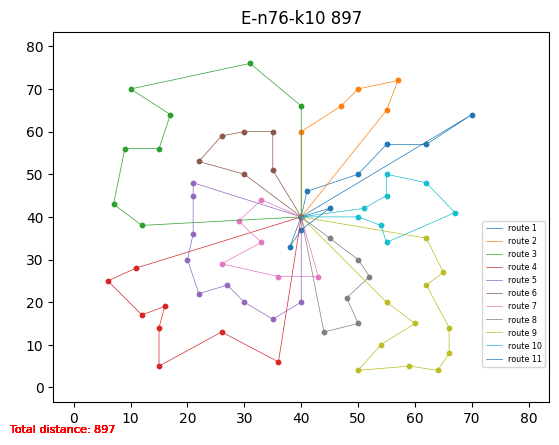 E-n76-k10 897
80
70
60
50
40
30
20
10
0
route 1
route 2
route 3
route 4
route 5
route 6
route 7
route 8
route 9
route 10
route 11
0 10 20 30 40 50 60 70 80
Total distance: 897